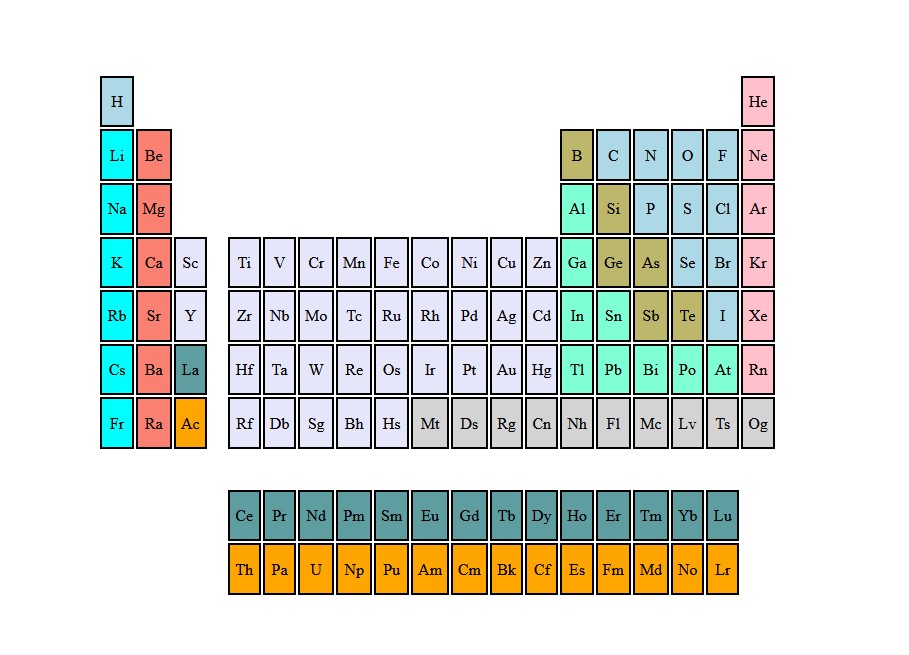 H He
Li Be B C N O F Ne
Na Mg Al Si P S Cl Ar
K Ca Sc Ti V Cr Mn Fe Co Ni Cu Zn Ga Ge As Se Br Kr
Rb Sr Y Zr Nb Mo Tc Ru Rh Pd Ag Cd In Sn Sb Te I Xe
Cs Ba La Hf Ta W Re Os Ir Pt Au Hg Tl Pb Bi Po At Rn
Fr Ra Ac Rf Db Sg Bh Hs Mt Ds Rg Cn Nh Fl Mc Lv Ts Og
Ce Pr Nd Pm Sm Eu Gd Tb Dy Ho Er Tm Yb Lu
Th Pa U Np Pu Am Cm Bk Cf Es Fm Md No Lr